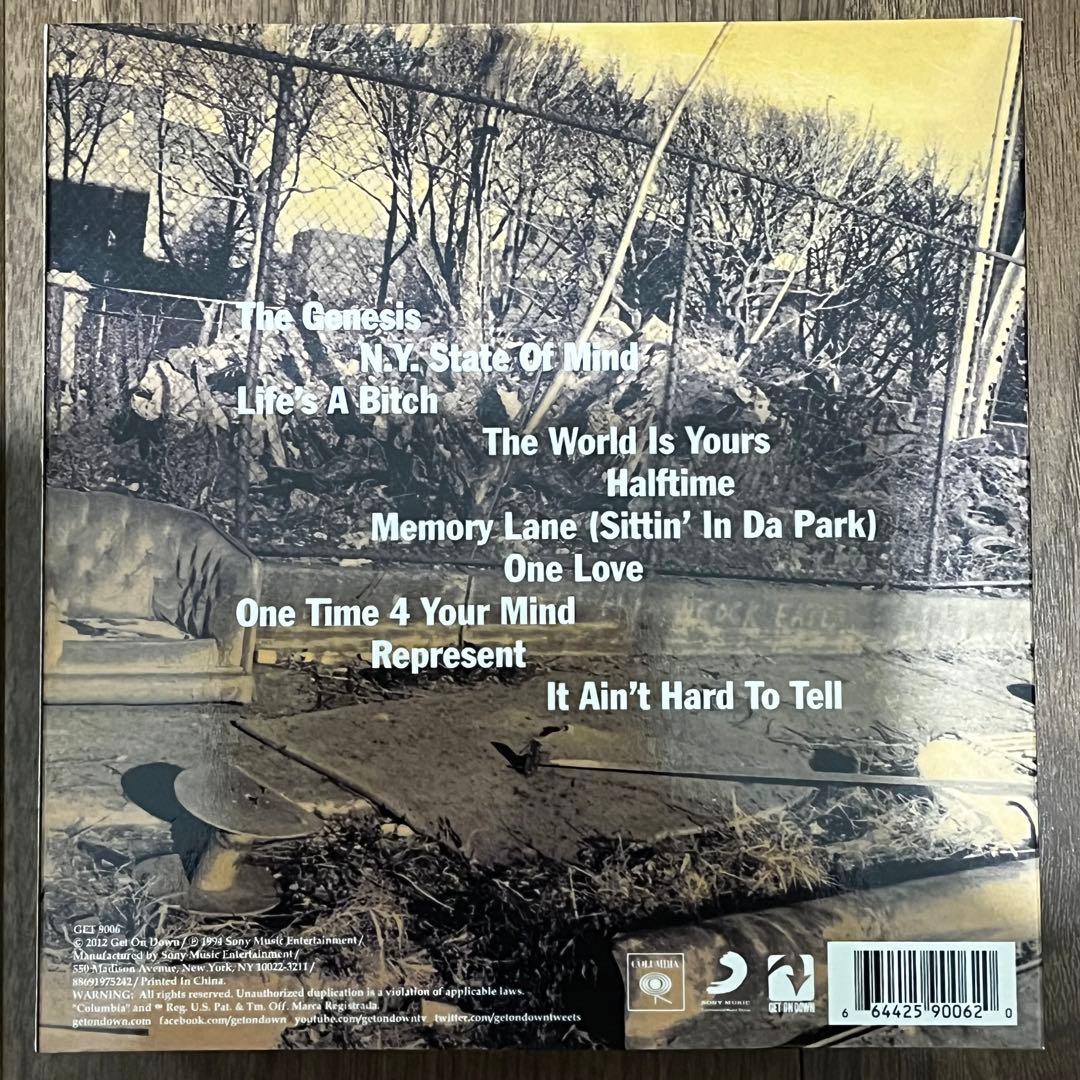 The Genesis
N.Y. State Of Mind
Life's A Bitch
The World Is Yours
Halftime
Memory Lane (Sittin' In Da Park)
One Love
One Time 4 Your Mind
Represent
It Ain't Hard To Tell
GET 9006
© 2012 Get On Down / ℗ 1994 Sony Music Entertainment /
Manufactured by Sony Music Entertainment /
550 Madison Avenue, New York, NY 10022-3211 /
88691975242 / Printed In China.
WARNING: All rights reserved. Unauthorized duplication is a violation of applicable laws.
"Columbia" and Reg. U.S. Pat. & Tm. Off. Marca Registrada
getondown.com facebook.com/getondown youtube.com/getondowntv twitter.com/getondowntweets
COLUMBIA
SONY MUSIC
GET ON DOWN
6 64425 90062 0